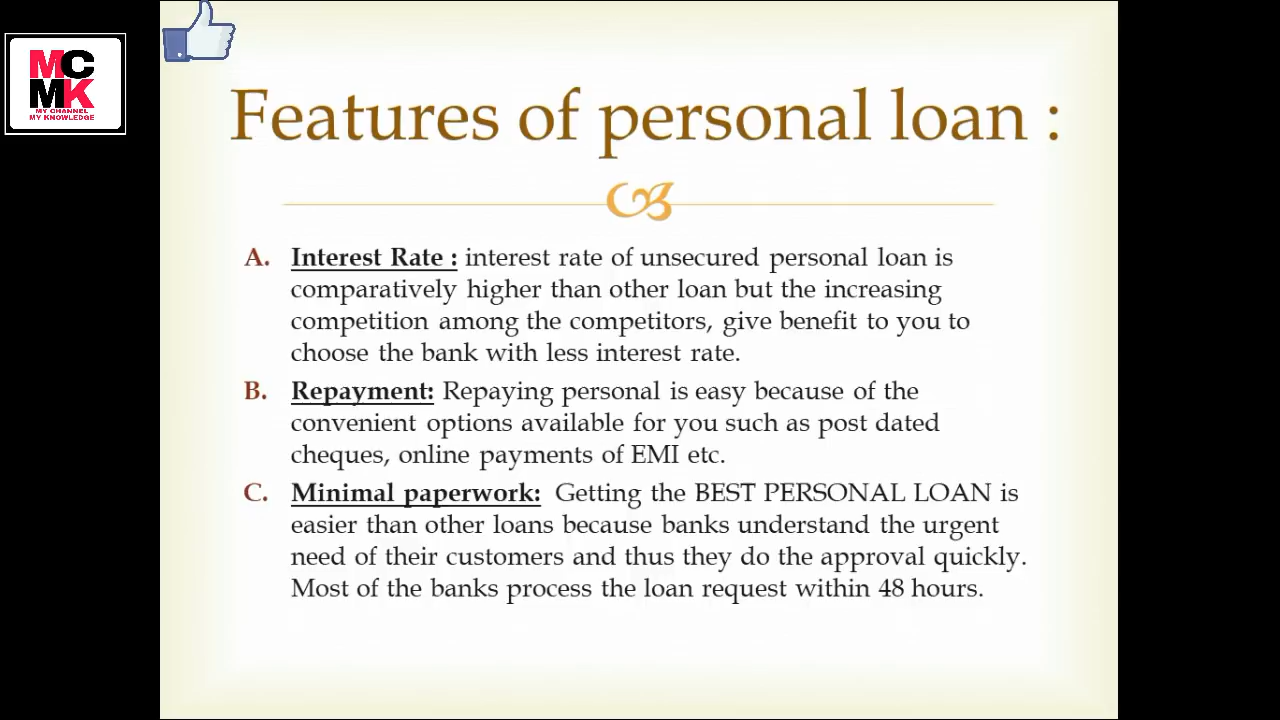 MC
MK
MY CHANNEL
MY KNOWLEDGE
Features of personal loan :
A. Interest Rate : interest rate of unsecured personal loan is
comparatively higher than other loan but the increasing
competition among the competitors, give benefit to you to
choose the bank with less interest rate.
B. Repayment: Repaying personal is easy because of the
convenient options available for you such as post dated
cheques, online payments of EMI etc.
C. Minimal paperwork: Getting the BEST PERSONAL LOAN is
easier than other loans because banks understand the urgent
need of their customers and thus they do the approval quickly.
Most of the banks process the loan request within 48 hours.